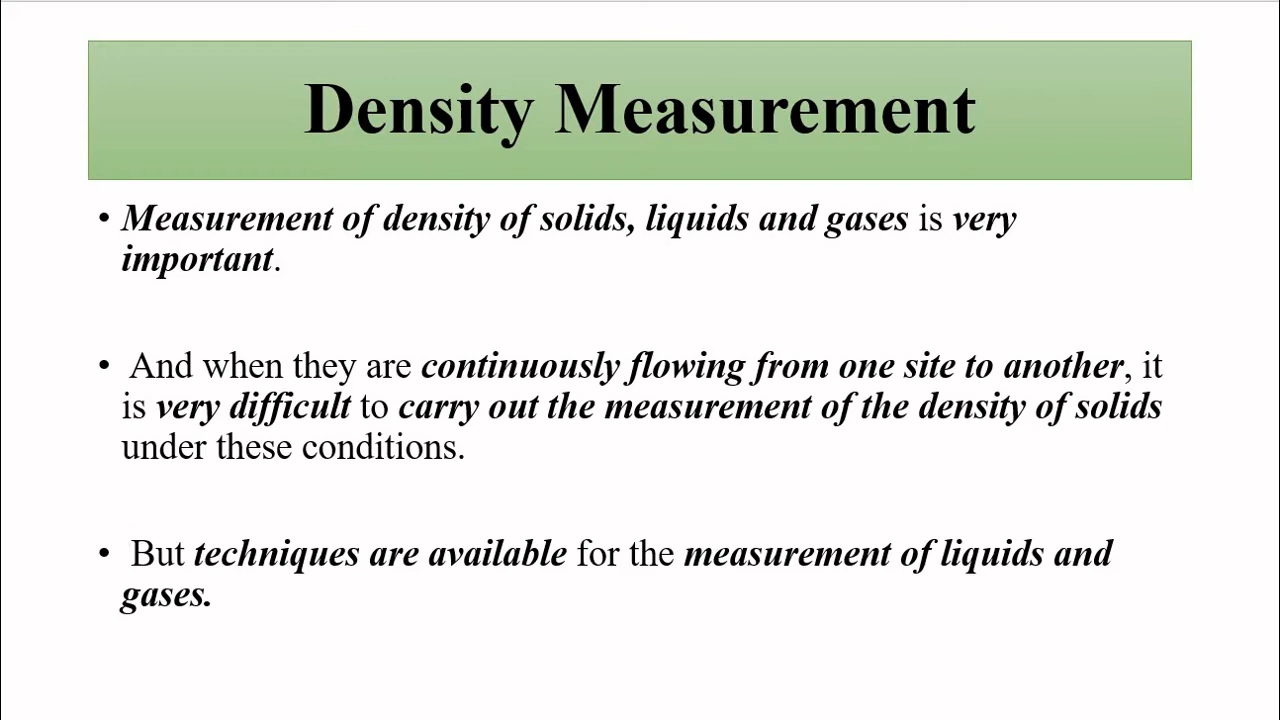 Density Measurement
• Measurement of density of solids, liquids and gases is very
important.
• And when they are continuously flowing from one site to another, it
is very difficult to carry out the measurement of the density of solids
under these conditions.
• But techniques are available for the measurement of liquids and
gases.